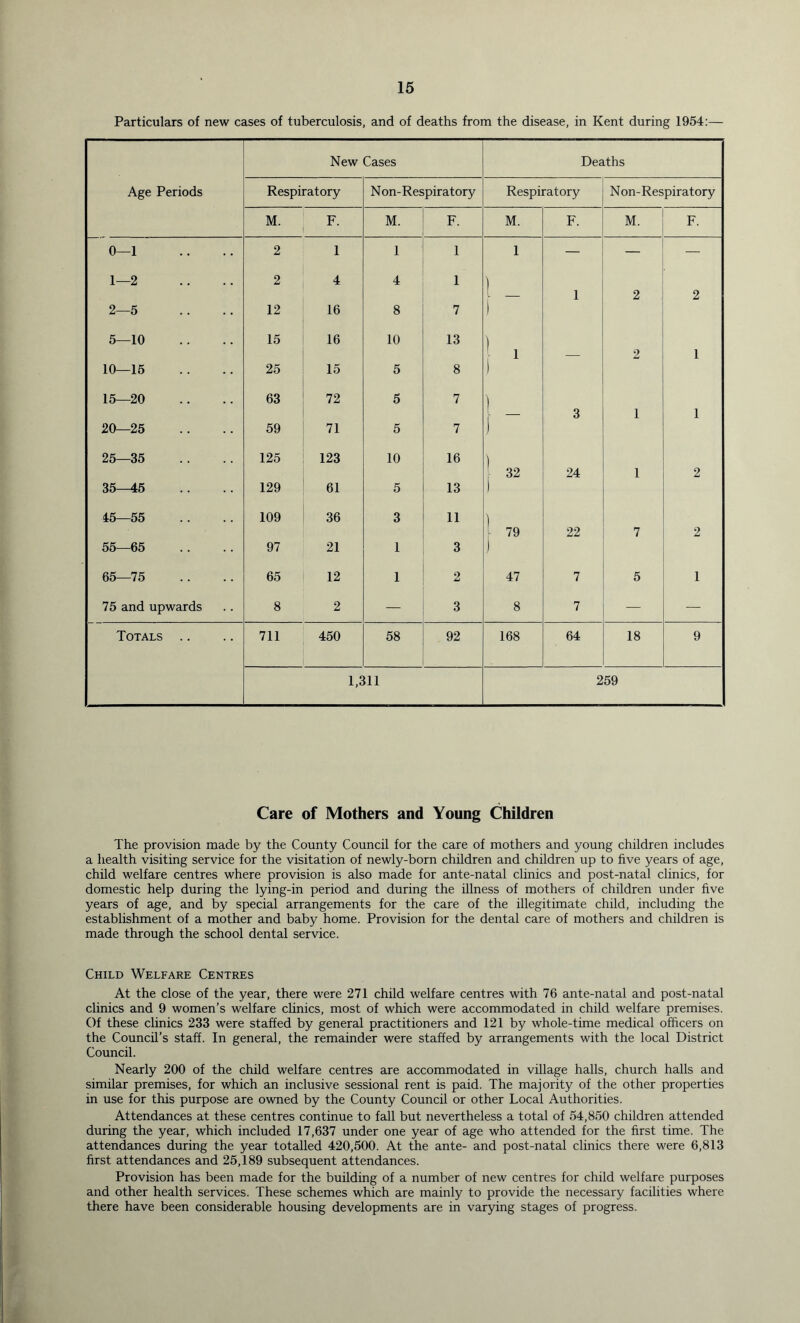 15
Particulars of new cases of tuberculosis, and of deaths from the disease, in Kent during 1954:—
Age Periods New Cases Deaths
Respiratory Non-Respiratory Respiratory Non-Respiratory
M. F. M. F. M. F. M. F.
0—1 .. .. 2 1 1 1 1 — — —
1—2 .. .. 2 4 4 1
} — 1 2 2
2—5 .. .. 12 16 8 7
5—10 .. .. 15 16 10 13
} 1 — 2 1
10—15 .. .. 25 15 5 8
15—20 .. .. 63 72 5 7
} — 3 1 1
20—25 .. .. 59 71 5 7
25—35 .. .. 125 123 10 16
} 32 24 1 2
35—45 .. .. 129 61 5 13
45—55 .. .. 109 36 3 11
} 79 22 7 2
55—65 .. .. 97 21 1 3
65—75 .. .. 65 12 1 2 47 7 5 1
75 and upwards .. 8 2 — 3 8 7 — —
Totals .. .. 711 450 58 92 168 64 18 9
1,311 259
Care of Mothers and Young Children
The provision made by the County Council for the care of mothers and young children includes
a health visiting service for the visitation of newly-born children and children up to five years of age,
child welfare centres where provision is also made for ante-natal clinics and post-natal clinics, for
domestic help during the lying-in period and during the illness of mothers of children under five
years of age, and by special arrangements for the care of the illegitimate child, including the
establishment of a mother and baby home. Provision for the dental care of mothers and children is
made through the school dental service.
Child Welfare Centres
At the close of the year, there were 271 child welfare centres with 76 ante-natal and post-natal
clinics and 9 women's welfare clinics, most of which were accommodated in child welfare premises.
Of these clinics 233 were staffed by general practitioners and 121 by whole-time medical officers on
the Council's staff. In general, the remainder were staffed by arrangements with the local District
Council.
Nearly 200 of the child welfare centres are accommodated in village halls, church halls and
similar premises, for which an inclusive sessional rent is paid. The majority of the other properties
in use for this purpose are owned by the County Council or other Local Authorities.
Attendances at these centres continue to fall but nevertheless a total of 54,850 children attended
during the year, which included 17,637 under one year of age who attended for the first time. The
attendances during the year totalled 420,500. At the ante- and post-natal clinics there were 6,813
first attendances and 25,189 subsequent attendances.
Provision has been made for the building of a number of new centres for child welfare purposes
and other health services. These schemes which are mainly to provide the necessary facilities where
there have been considerable housing developments are in varying stages of progress.